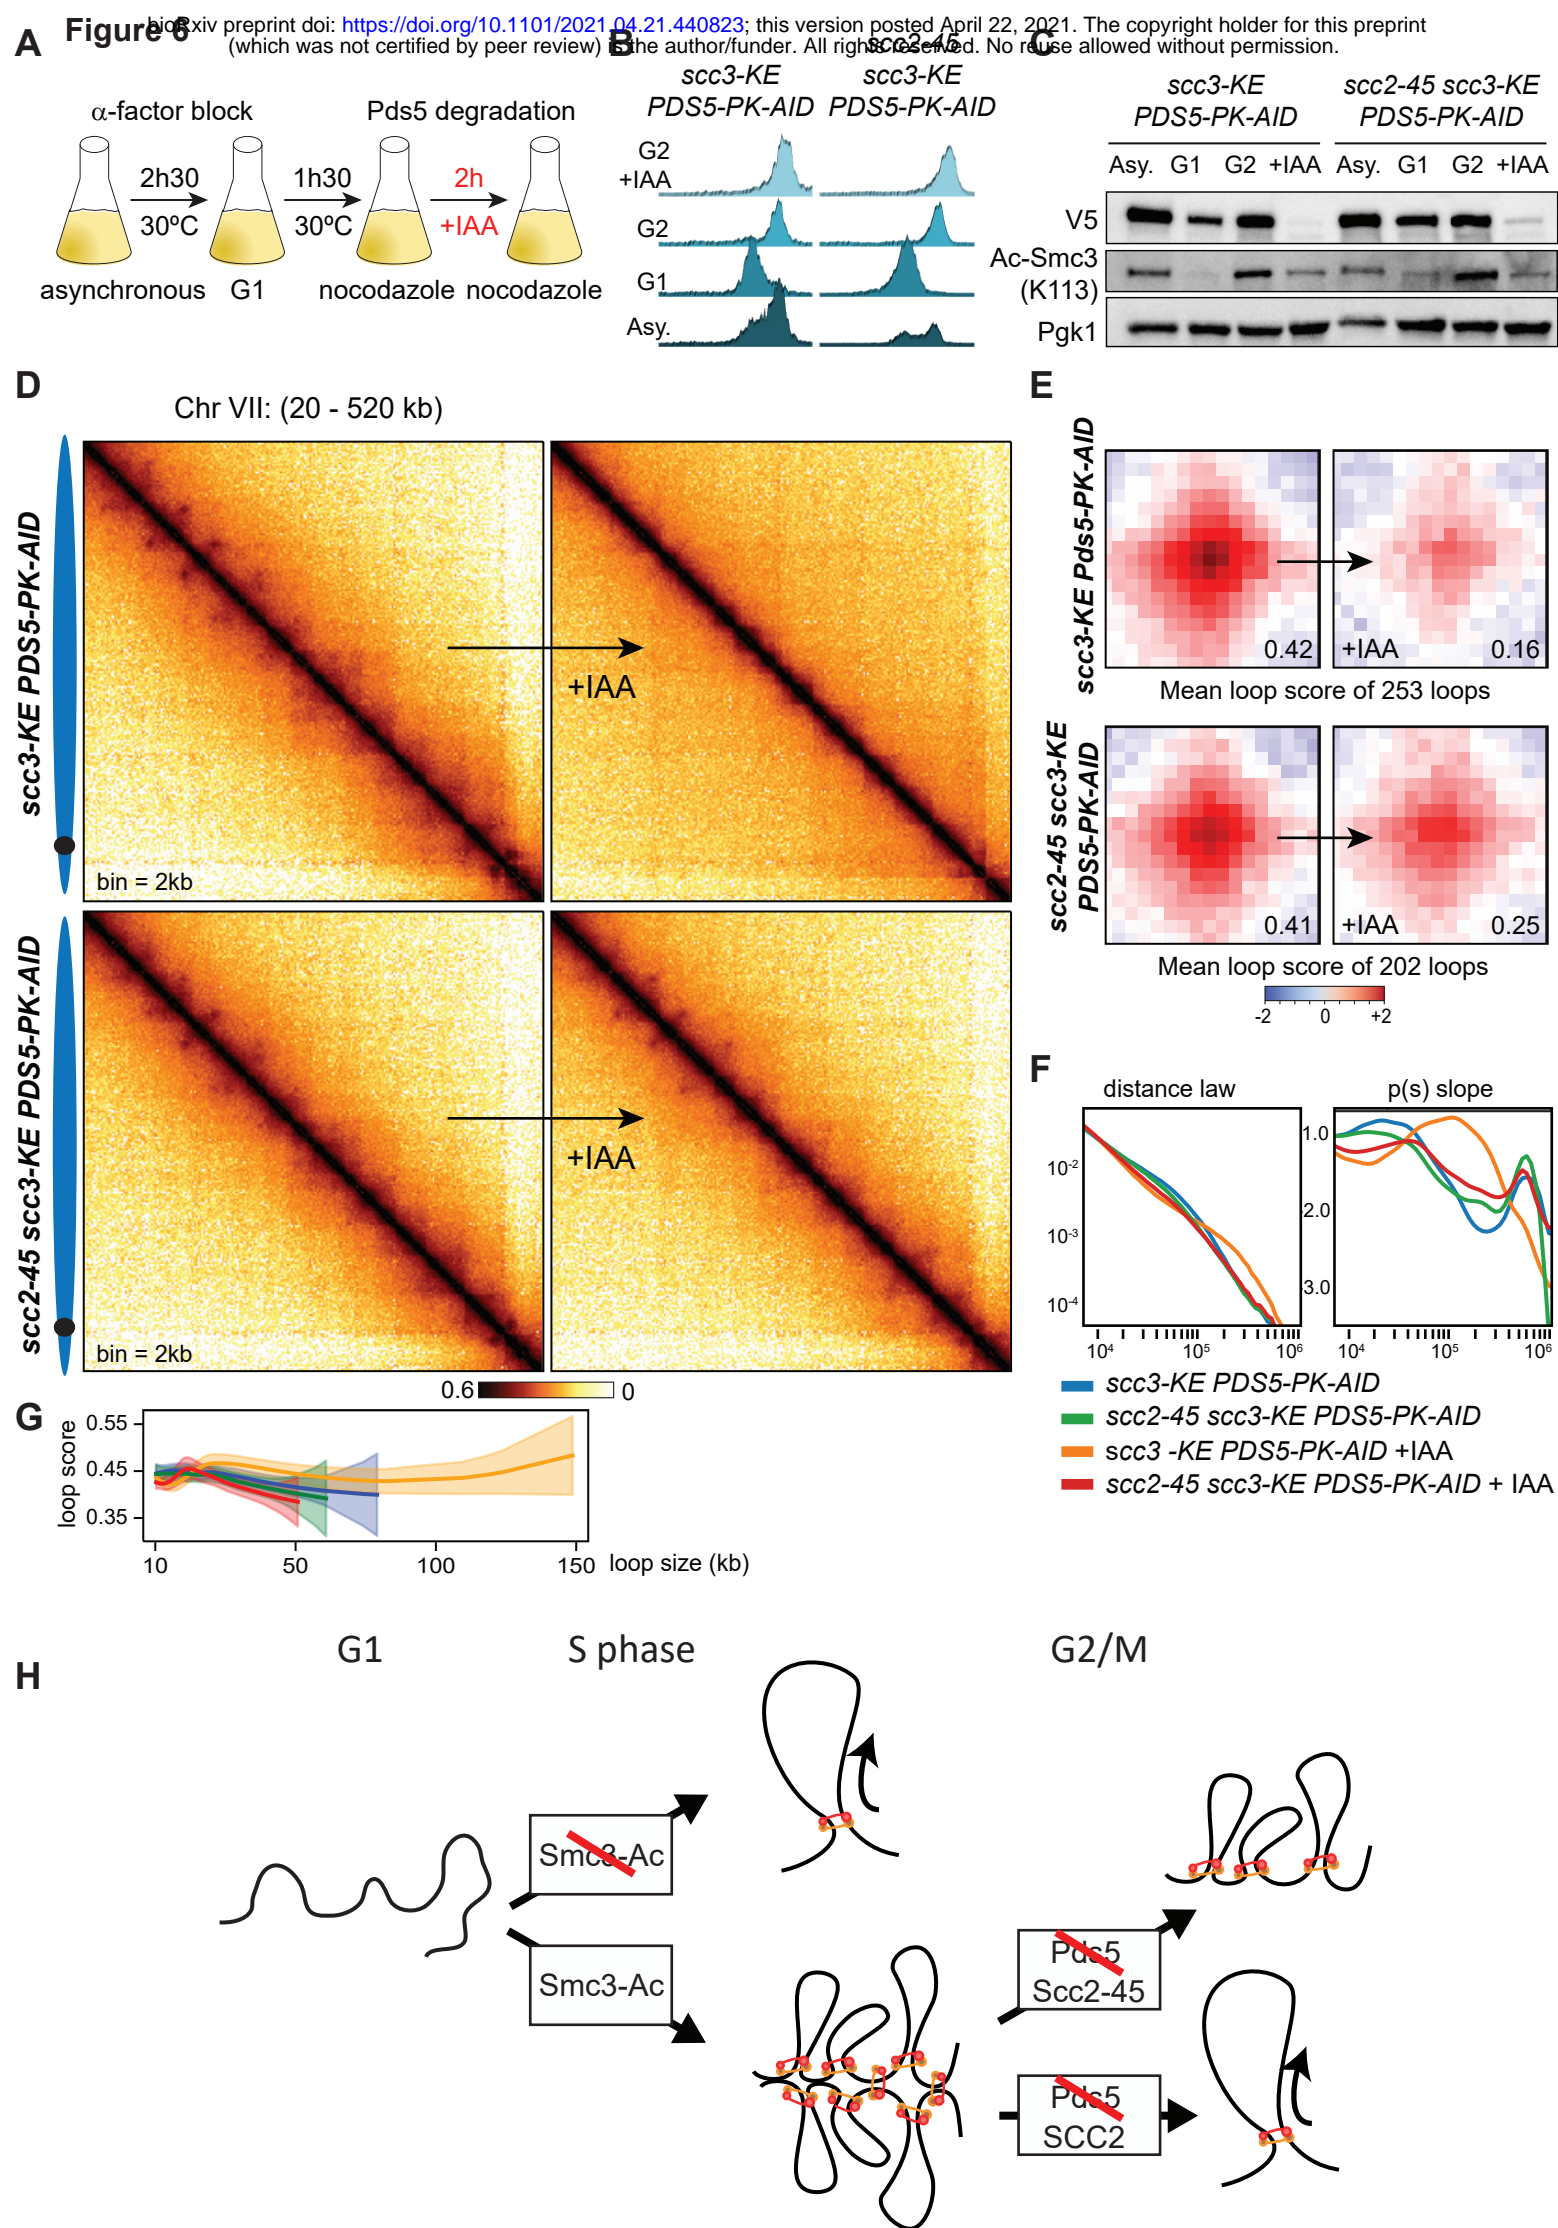 Figure 6
bioRxiv preprint doi: https://doi.org/10.1101/2021.04.21.440823; this version posted April 22, 2021. The copyright holder for this preprint
(which was not certified by peer review) is the author/funder. All rights reserved. No reuse allowed without permission.
A
α-factor block
Pds5 degradation
2h30
1h30
2h
30ºC
30ºC
+IAA
asynchronous
G1
nocodazole
nocodazole
B
scc2-45
scc3-KE
scc3-KE
PDS5-PK-AID
PDS5-PK-AID
G2
+IAA
G2
G1
Asy.
C
scc3-KE
scc2-45 scc3-KE
PDS5-PK-AID
PDS5-PK-AID
Asy. G1 G2 +IAA Asy. G1 G2 +IAA
V5
Ac-Smc3
(K113)
Pgk1
D
Chr VII: (20 - 520 kb)
scc3-KE PDS5-PK-AID
+IAA
bin = 2kb
scc2-45 scc3-KE PDS5-PK-AID
+IAA
bin = 2kb
0.6
0
E
scc3-KE Pds5-PK-AID
0.42
+IAA
0.16
Mean loop score of 253 loops
scc2-45 scc3-KE
PDS5-PK-AID
0.41
+IAA
0.25
Mean loop score of 202 loops
-2
0
+2
F
distance law
p(s) slope
10-2
10-3
10-4
1.0
2.0
3.0
10⁴
10⁵
10⁶
10⁴
10⁵
10⁶
scc3-KE PDS5-PK-AID
scc2-45 scc3-KE PDS5-PK-AID
scc3 -KE PDS5-PK-AID +IAA
scc2-45 scc3-KE PDS5-PK-AID + IAA
G
loop score
0.55
0.45
0.35
10
50
100
150
loop size (kb)
H
G1
S phase
G2/M
Smc3-Ac
Smc3-Ac
Pds5
Scc2-45
Pds5
SCC2